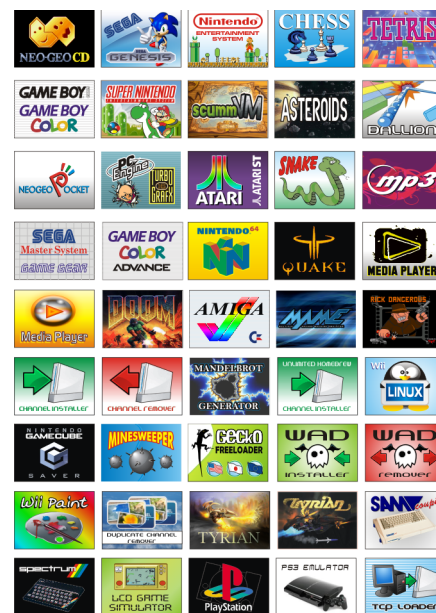 NEO·GEO CD
SEGA
GENESIS
Nintendo
ENTERTAINMENT
SYSTEM
CHESS
TETRIS
GAME BOY
GAME BOY
COLOR
SUPER NINTENDO
scummVM
ASTEROIDS
BALLION
NEOGEO POCKET
PC
Engine
TURBO
GRAFX
ATARI
ATARI ST
SNAKE
mp3
SEGA
Master System
GAME GEAR
GAME BOY
COLOR
ADVANCE
NINTENDO 64
QUAKE
MEDIA PLAYER
Media Player
DOOM
AMIGA
MAME
RICK DANGEROUS
CHANNEL INSTALLER
CHANNEL REMOVER
MANDELBROT
GENERATOR
UNLIMITED HOMEBREW
CHANNEL INSTALLER
Wii
LINUX
NINTENDO
GAMECUBE
SAVER
MINESWEEPER
GECKO
FREELOADER
WAD
INSTALLER
WAD
REMOVER
Wii Paint
DUPLICATE CHANNEL
REMOVER
TYRIAN
TYRIAN
SAM
coupé
spectrum
LCD GAME
SIMULATOR
PlayStation
PS3 EMULATOR
TCP LOADER